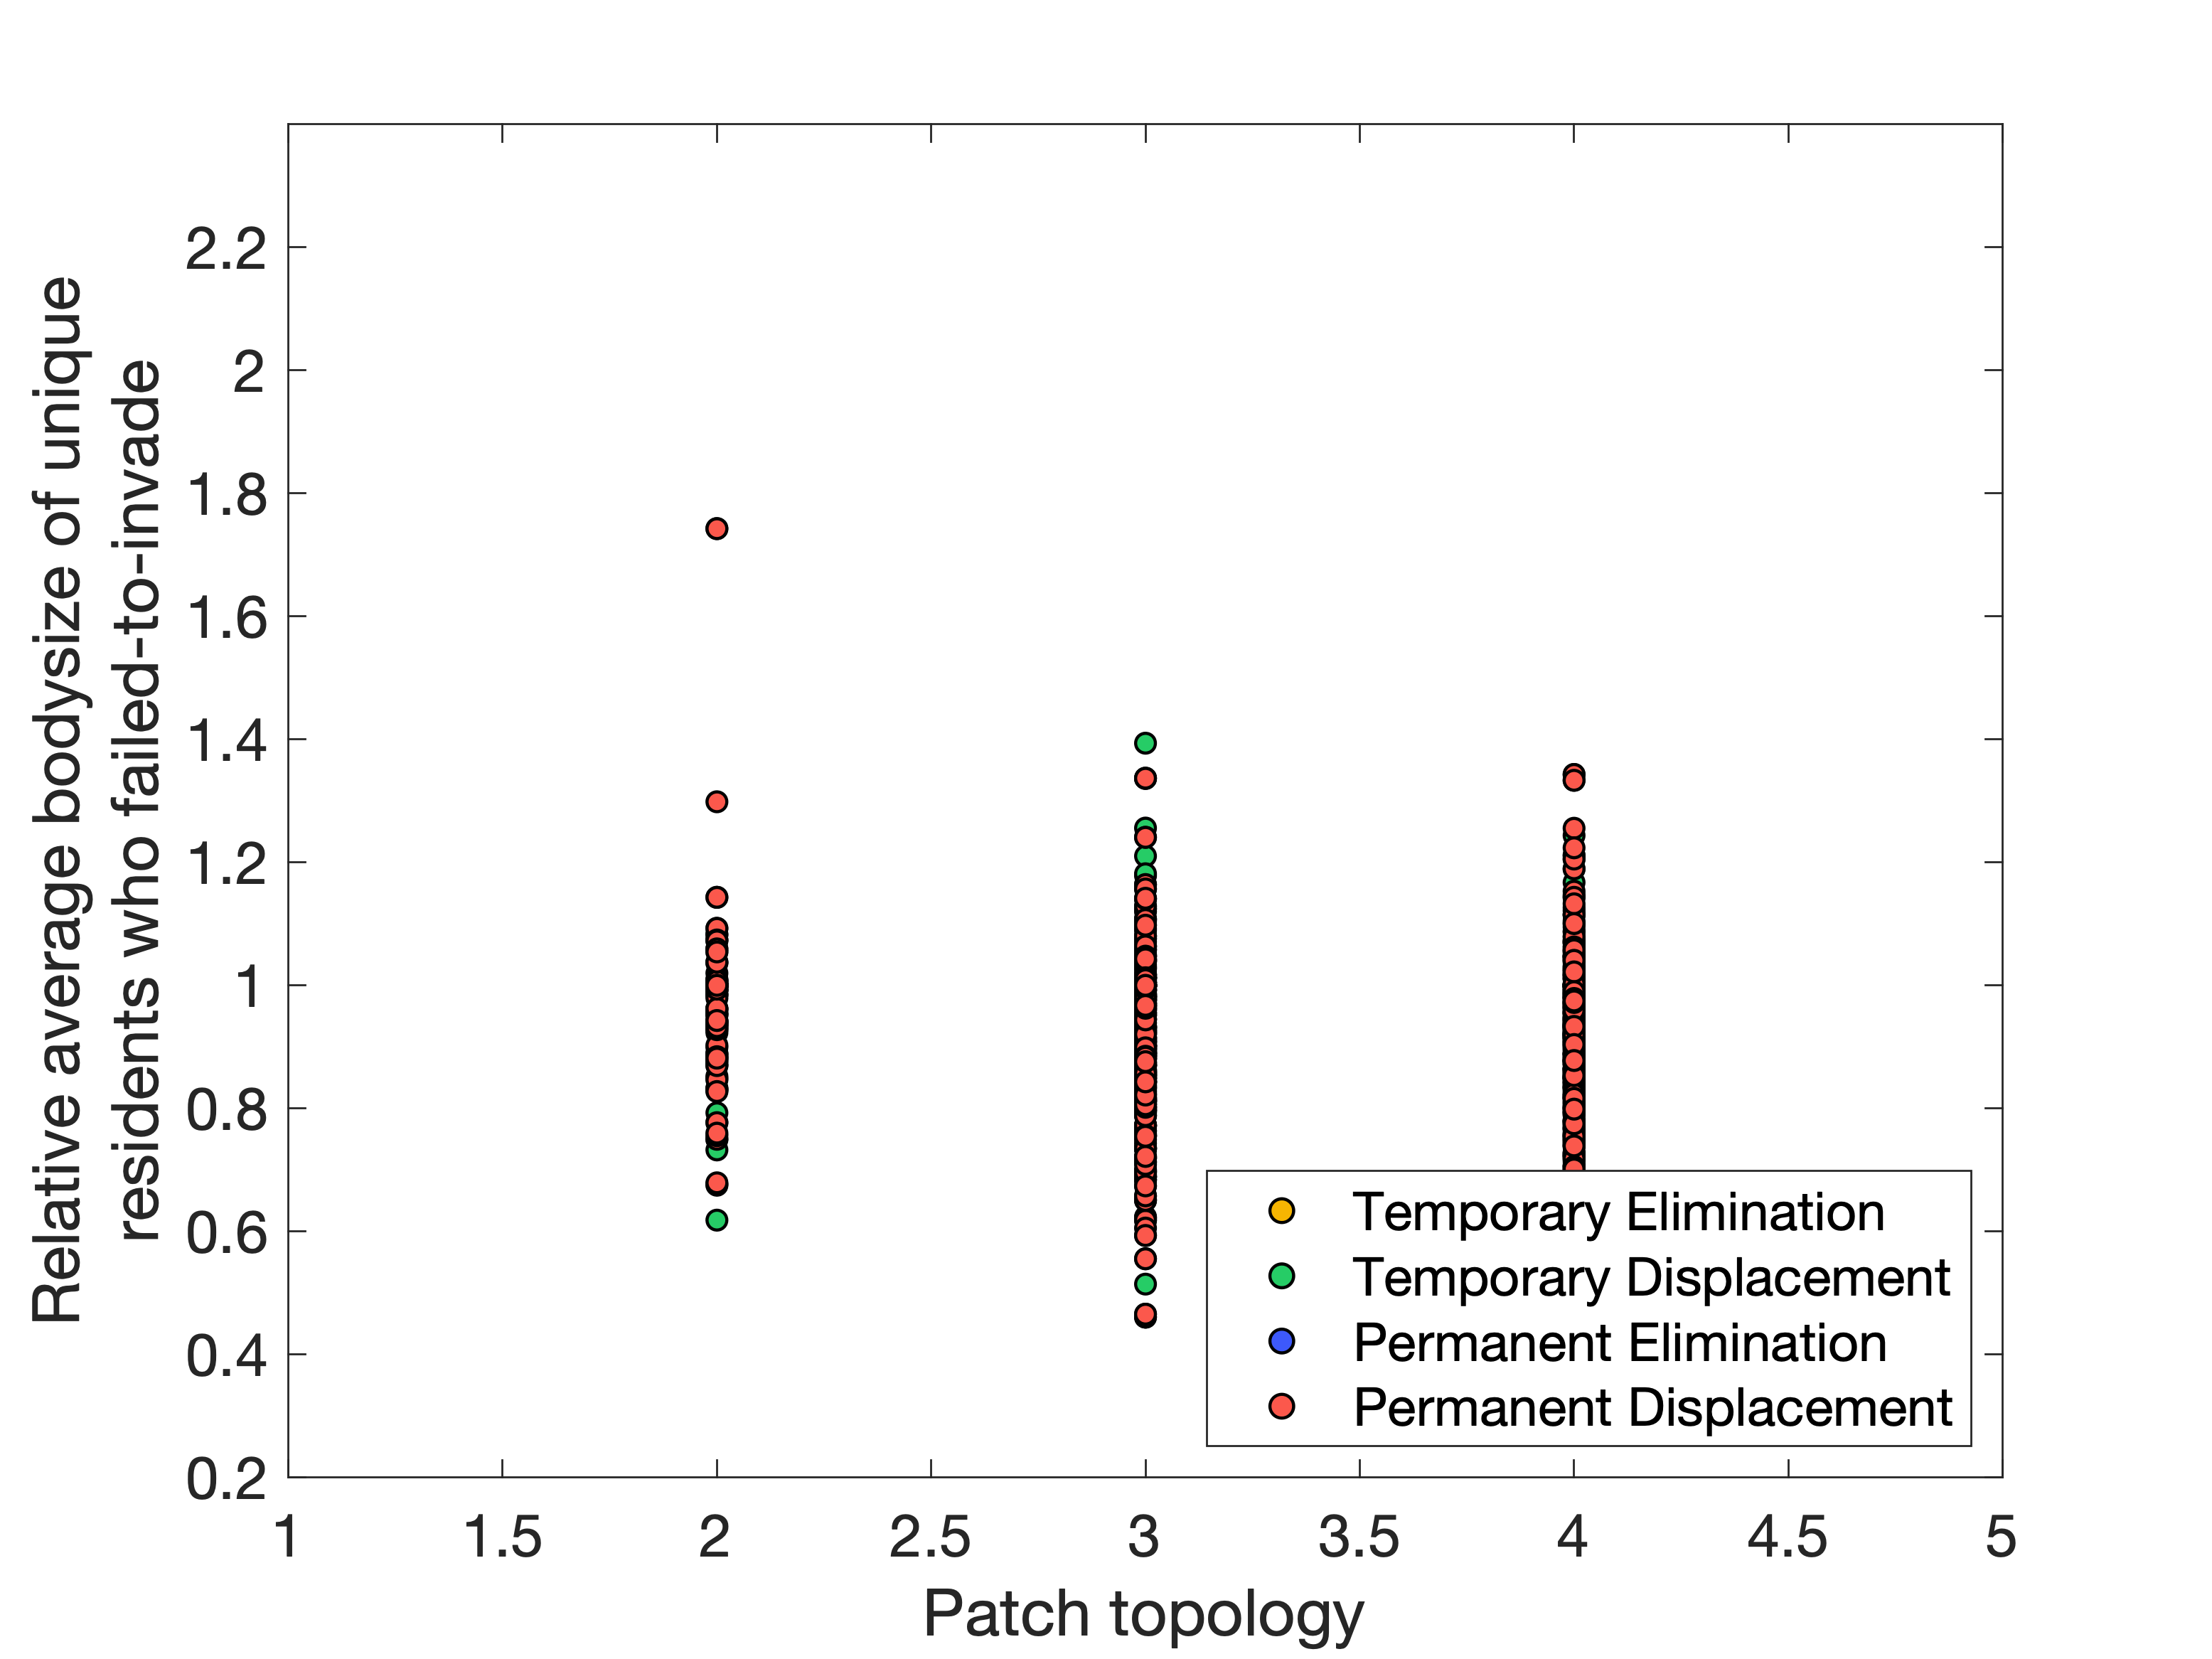 Relative average bodysize of unique
residents who failed-to-invade
2.2
2
1.8
1.6
1.4
1.2
1
0.8
0.6
0.4
0.2
1 1.5 2 2.5 3 3.5 4 4.5 5
Patch topology
Temporary Elimination
Temporary Displacement
Permanent Elimination
Permanent Displacement